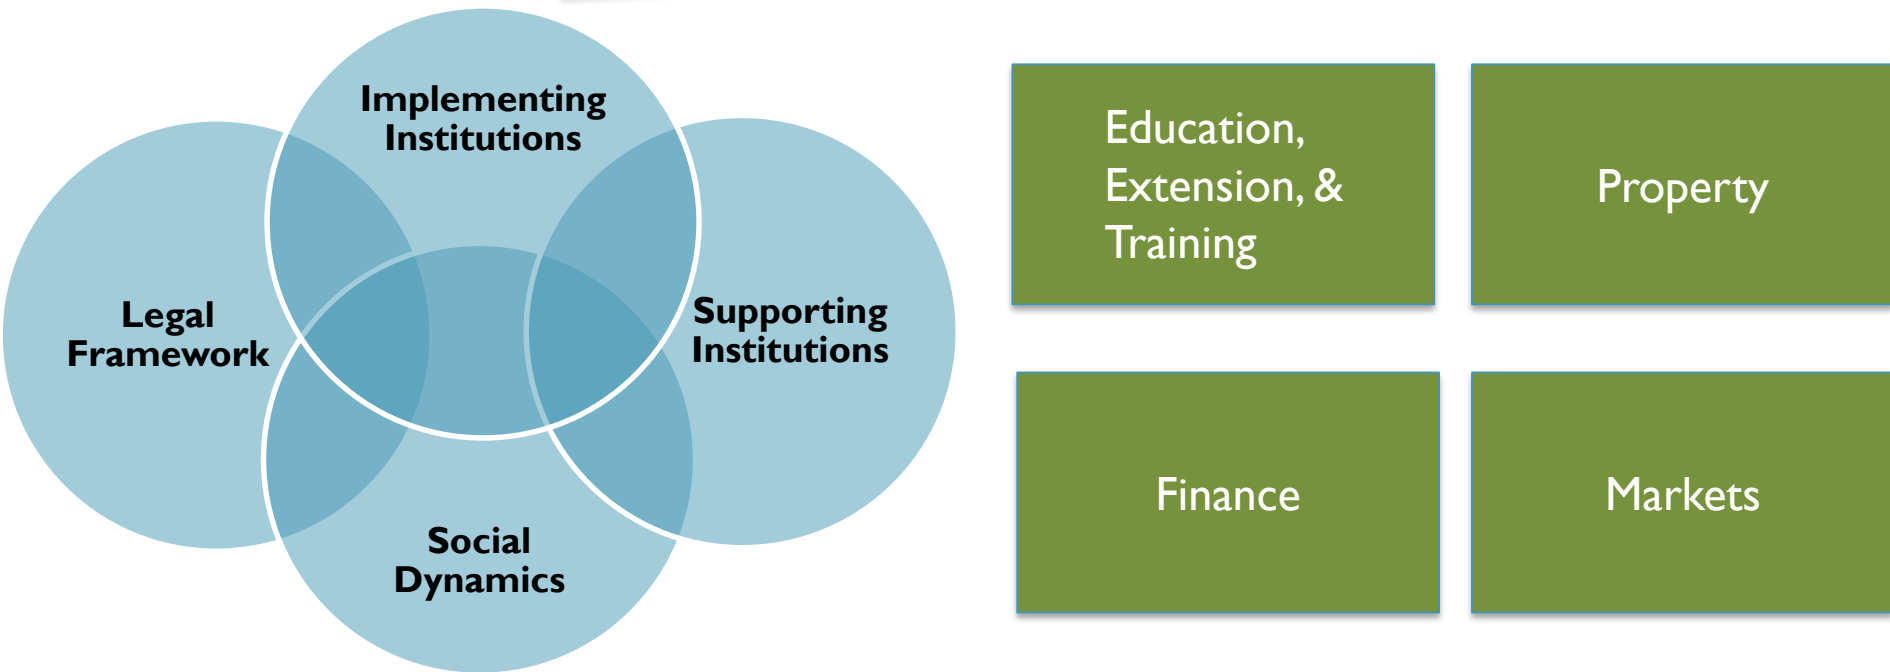 Implementing
Institutions
Legal
Framework
Supporting
Institutions
Social
Dynamics
Education,
Extension, &
Training
Property
Finance
Markets